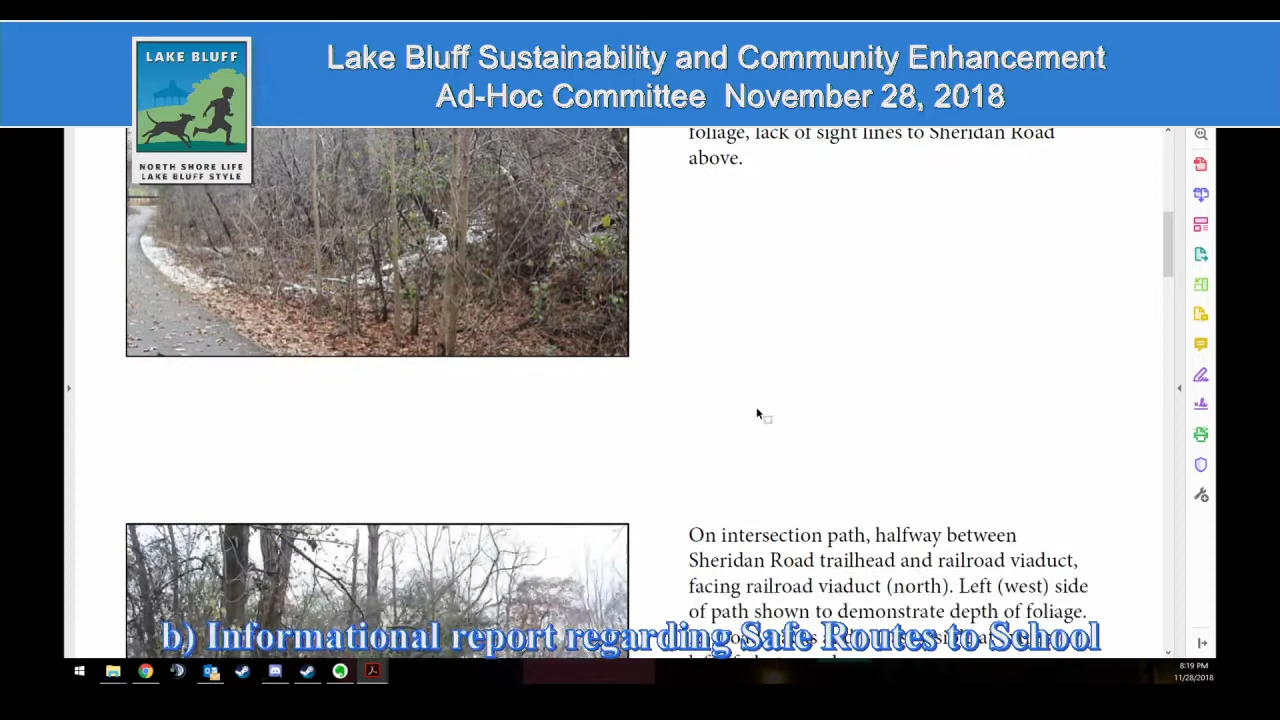 Lake Bluff Sustainability and Community Enhancement
Ad-Hoc Committee November 28, 2018
LAKE BLUFF
NORTH SHORE LIFE
LAKE BLUFF STYLE
foliage, lack of sight lines to Sheridan Road
above.
On intersection path, halfway between
Sheridan Road trailhead and railroad viaduct,
facing railroad viaduct (north). Left (west) side
of path shown to demonstrate depth of foliage.
b) Informational report regarding Safe Routes to School
8:19 PM
11/28/2018